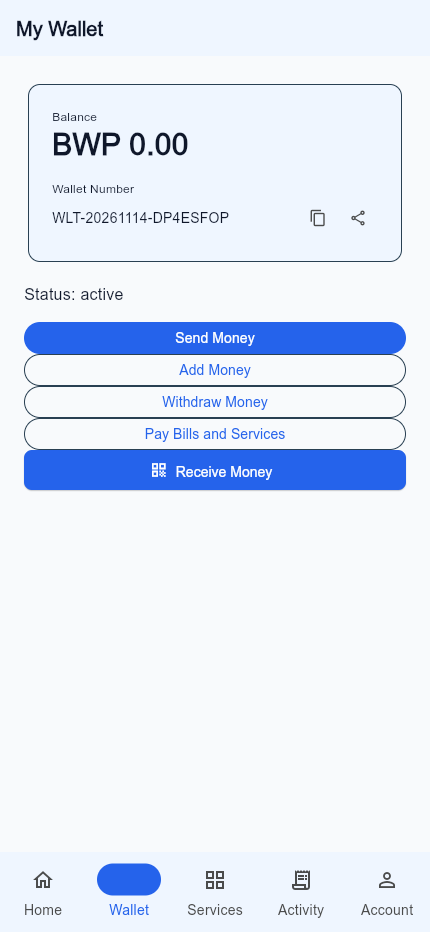 My Wallet
Balance
BWP 0.00
Wallet Number
WLT-20261114-DP4ESFOP
Status: active
Send Money
Add Money
Withdraw Money
Pay Bills and Services
Receive Money
Home Wallet Services Activity Account